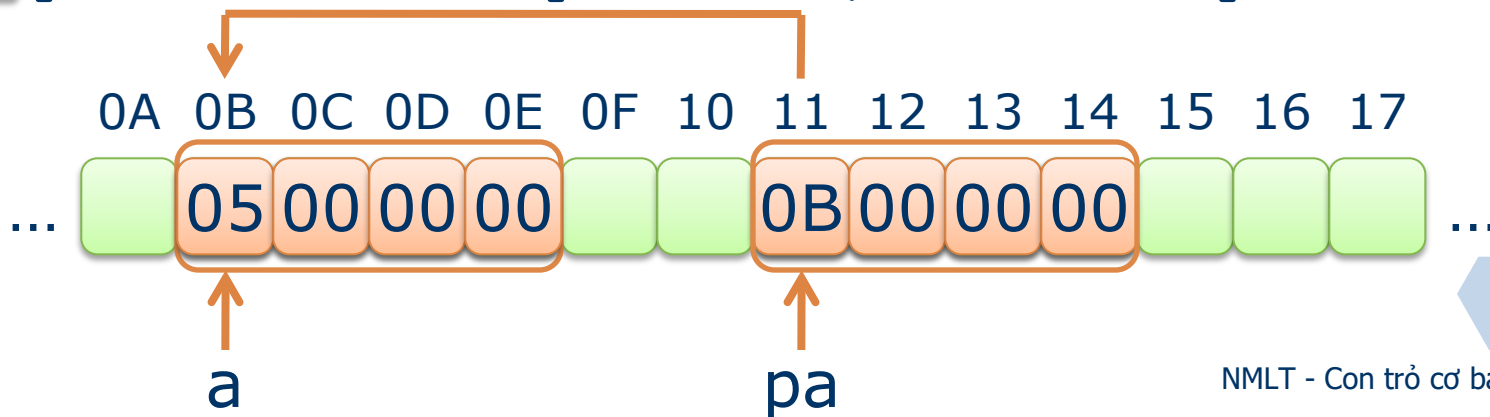 0A 0B 0C 0D 0E 0F 10 11 12 13 14 15 16 17
... 05 00 00 00 0B 00 00 00 ...
a pa
NMLT - Con trỏ cơ